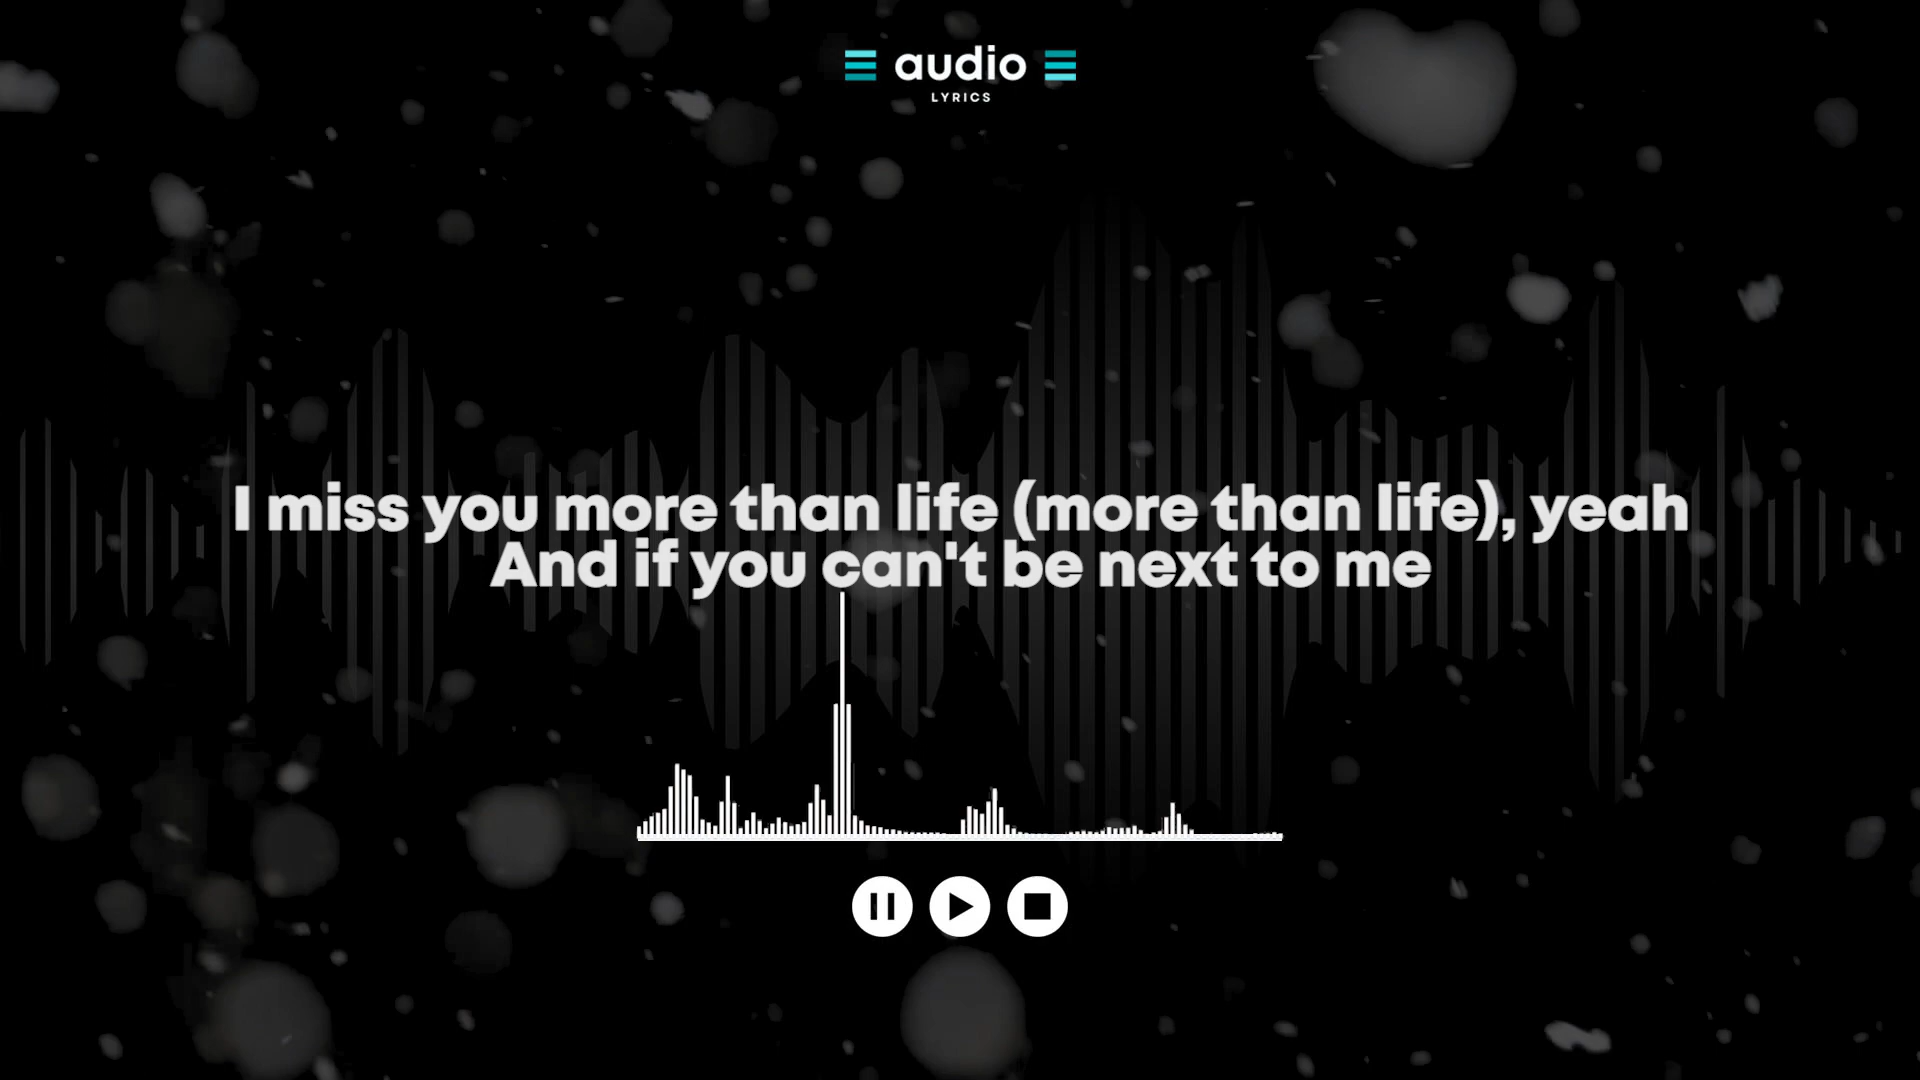 audio
LYRICS
I miss you more than life (more than life), yeah
And if you can't be next to me